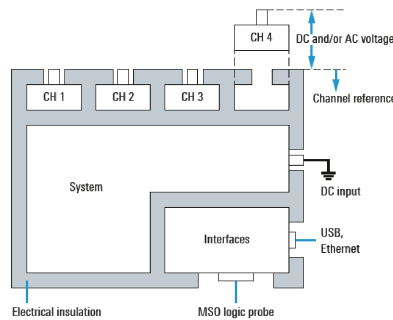 CH 4
DC and/or AC voltage
CH 1
CH 2
CH 3
Channel reference
System
DC input
Interfaces
USB,
Ethernet
Electrical insulation
MSO logic probe